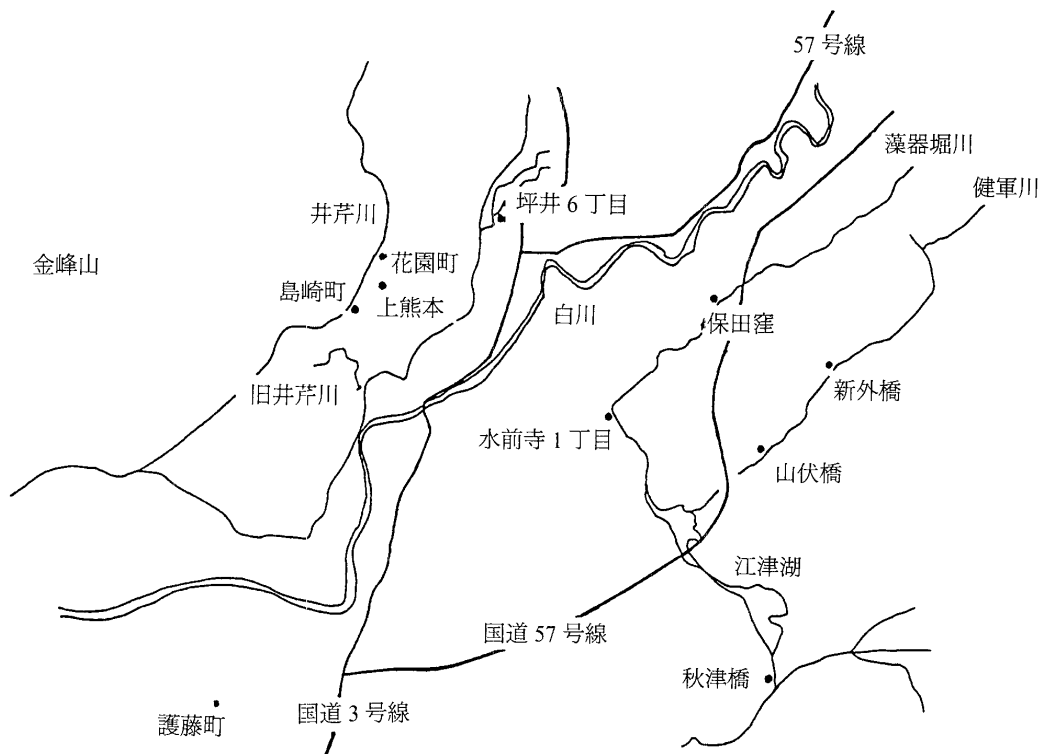 57 号線
藻器堀川
健軍川
坪井 6 丁目
井芹川
花園町
金峰山
島崎町
上熊本
白川
保田窪
旧井芹川
新外橋
水前寺 1 丁目
山伏橋
江津湖
国道 57 号線
秋津橋
護藤町
国道 3 号線